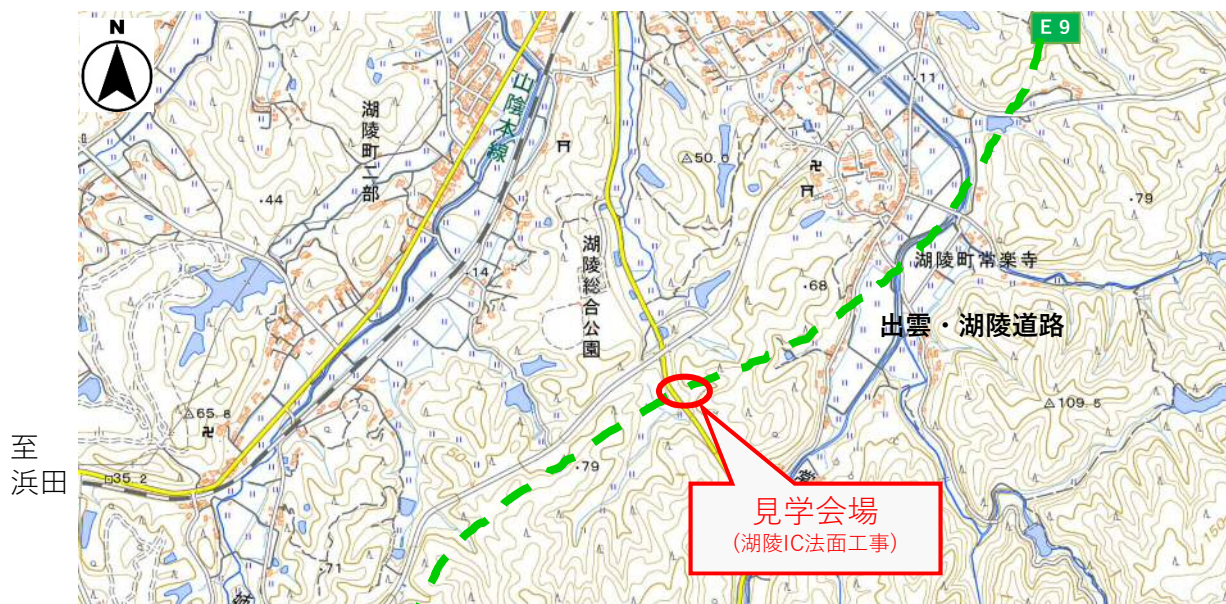 N
E 9
山陰本線
・11
湖陵町二部
△50.0
・44
・79
湖陵総合公園
・14
湖陵町常楽寺
・68
出雲・湖陵道路
△65.8
△109.5
至
浜田
35.2
・79
見学会場
(湖陵IC法面工事)
・71